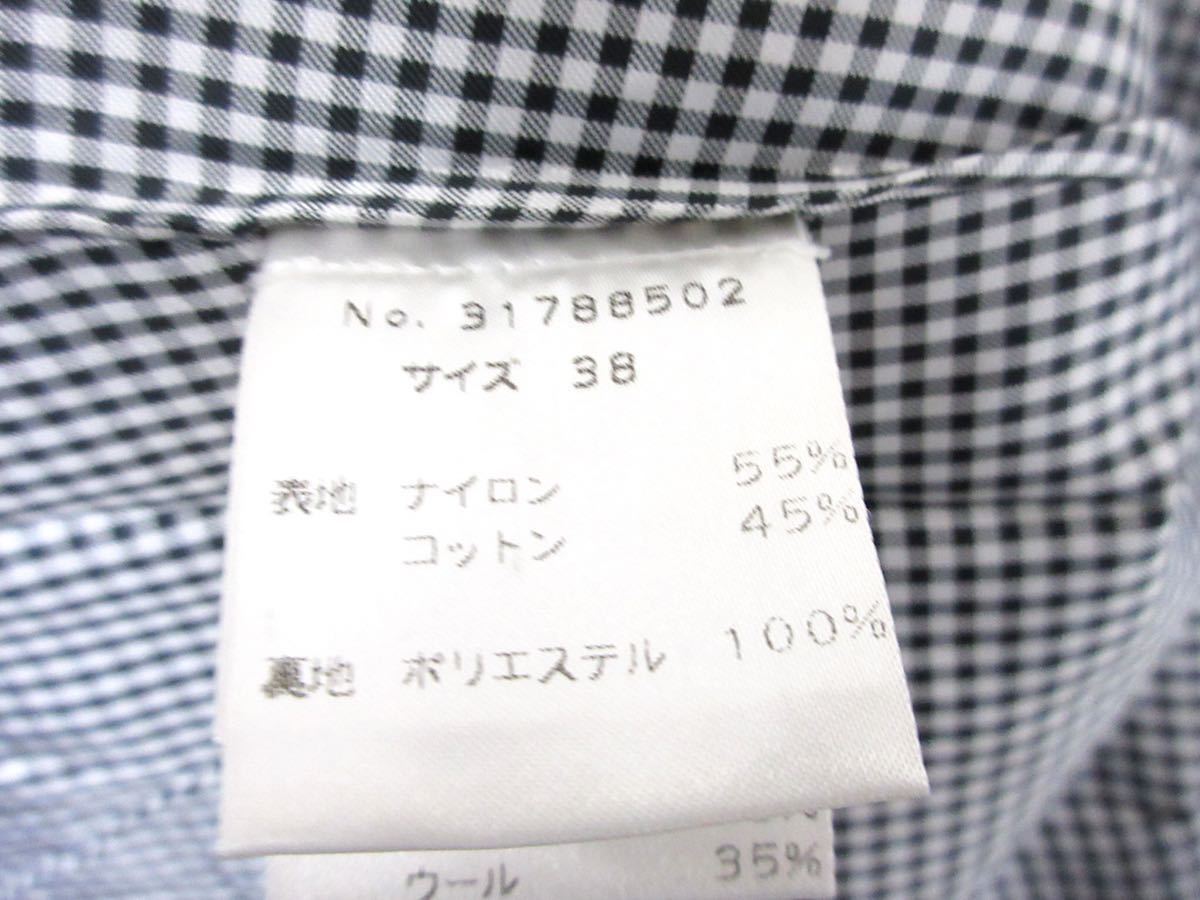 No. 31788502
サイズ 38
表地 ナイロン 55%
コットン 45%
裏地 ポリエステル 100%
ウール 35%